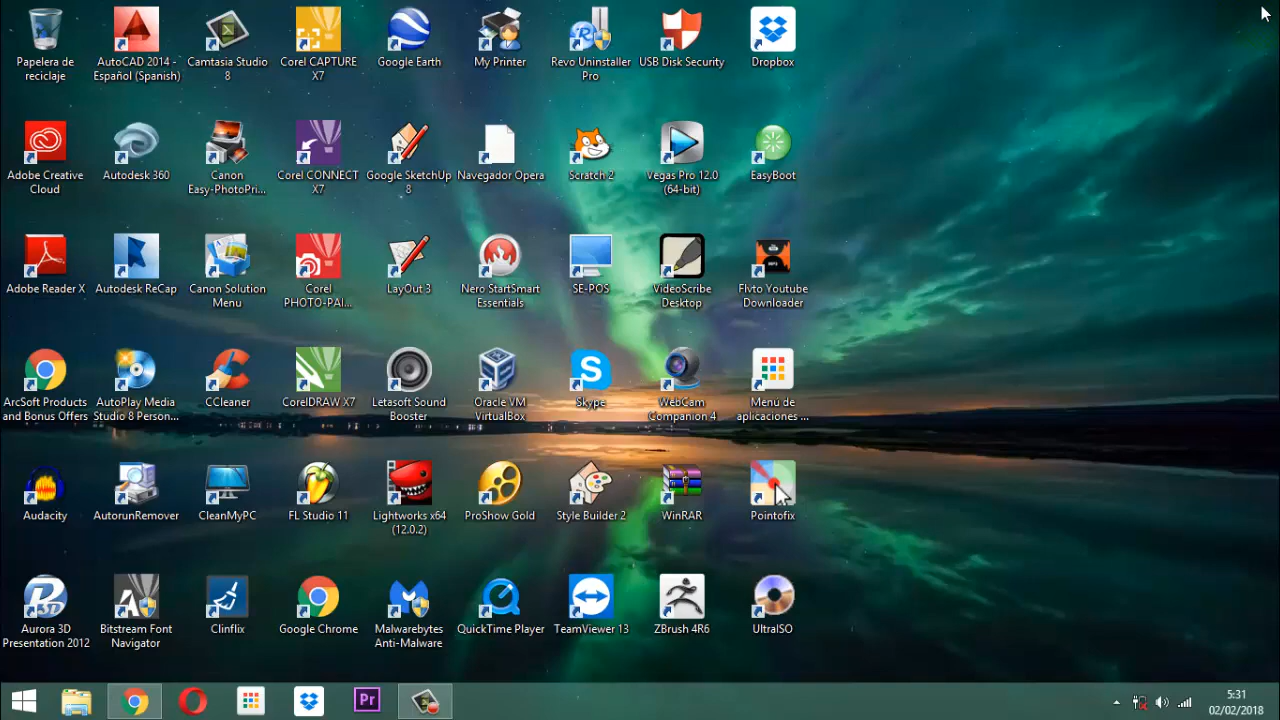 Papelera de
reciclaje
AutoCAD 2014 -
Español (Spanish)
Camtasia Studio
8
Corel CAPTURE
X7
Google Earth
My Printer
Revo Uninstaller
Pro
USB Disk Security
Dropbox
Adobe Creative
Cloud
Autodesk 360
Canon
Easy-PhotoPri...
Corel CONNECT
X7
Google SketchUp
8
Navegador Opera
Scratch 2
Vegas Pro 12.0
(64-bit)
EasyBoot
Adobe Reader X
Autodesk ReCap
Canon Solution
Menu
Corel
PHOTO-PAI...
LayOut 3
Nero StartSmart
Essentials
SE-POS
VideoScribe
Desktop
Flvto Youtube
Downloader
ArcSoft Products
and Bonus Offers
AutoPlay Media
Studio 8 Person...
CCleaner
CorelDRAW X7
Letasoft Sound
Booster
Oracle VM
VirtualBox
Skype
WebCam
Companion 4
Menú de
aplicaciones ...
Audacity
AutorunRemover
CleanMyPC
FL Studio 11
Lightworks x64
(12.0.2)
ProShow Gold
Style Builder 2
WinRAR
Pointofix
Aurora 3D
Presentation 2012
Bitstream Font
Navigator
Clinflix
Google Chrome
Malwarebytes
Anti-Malware
QuickTime Player
TeamViewer 13
ZBrush 4R6
UltraISO
Pr
5:31
02/02/2018